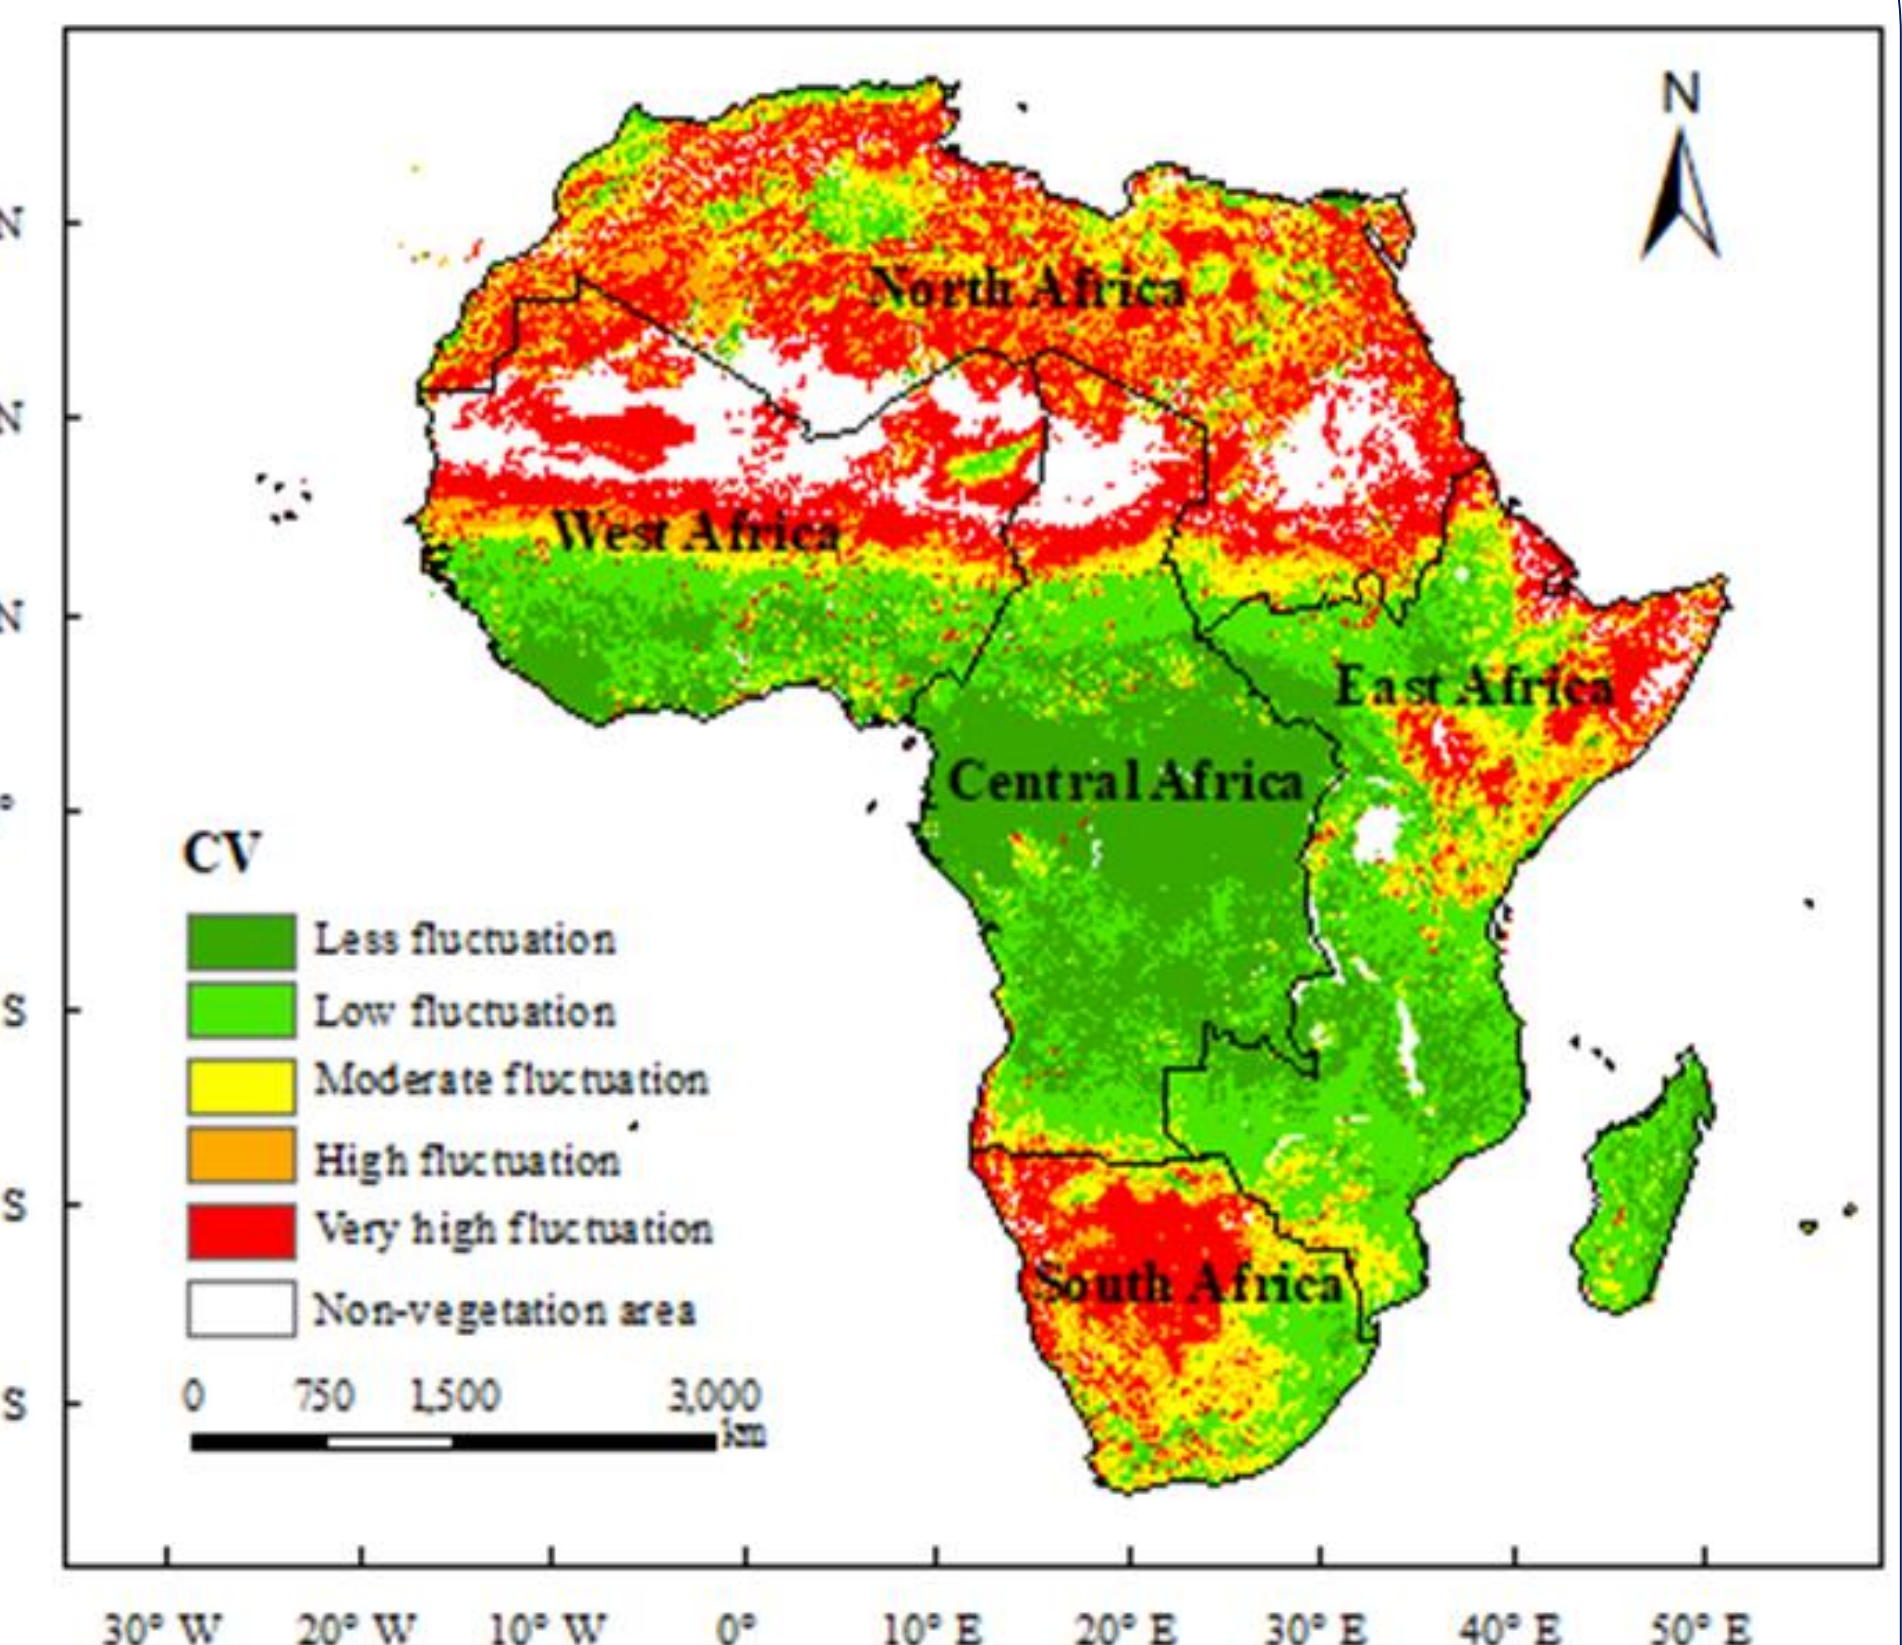 N
North Africa
West Africa
East Africa
Central Africa
South Africa
CV
Less fluctuation
Low fluctuation
Moderate fluctuation
High fluctuation
Very high fluctuation
Non-vegetation area
0 750 1,500 3,000
km
S
S
S
30° W 20° W 10° W 0° 10° E 20° E 30° E 40° E 50° E